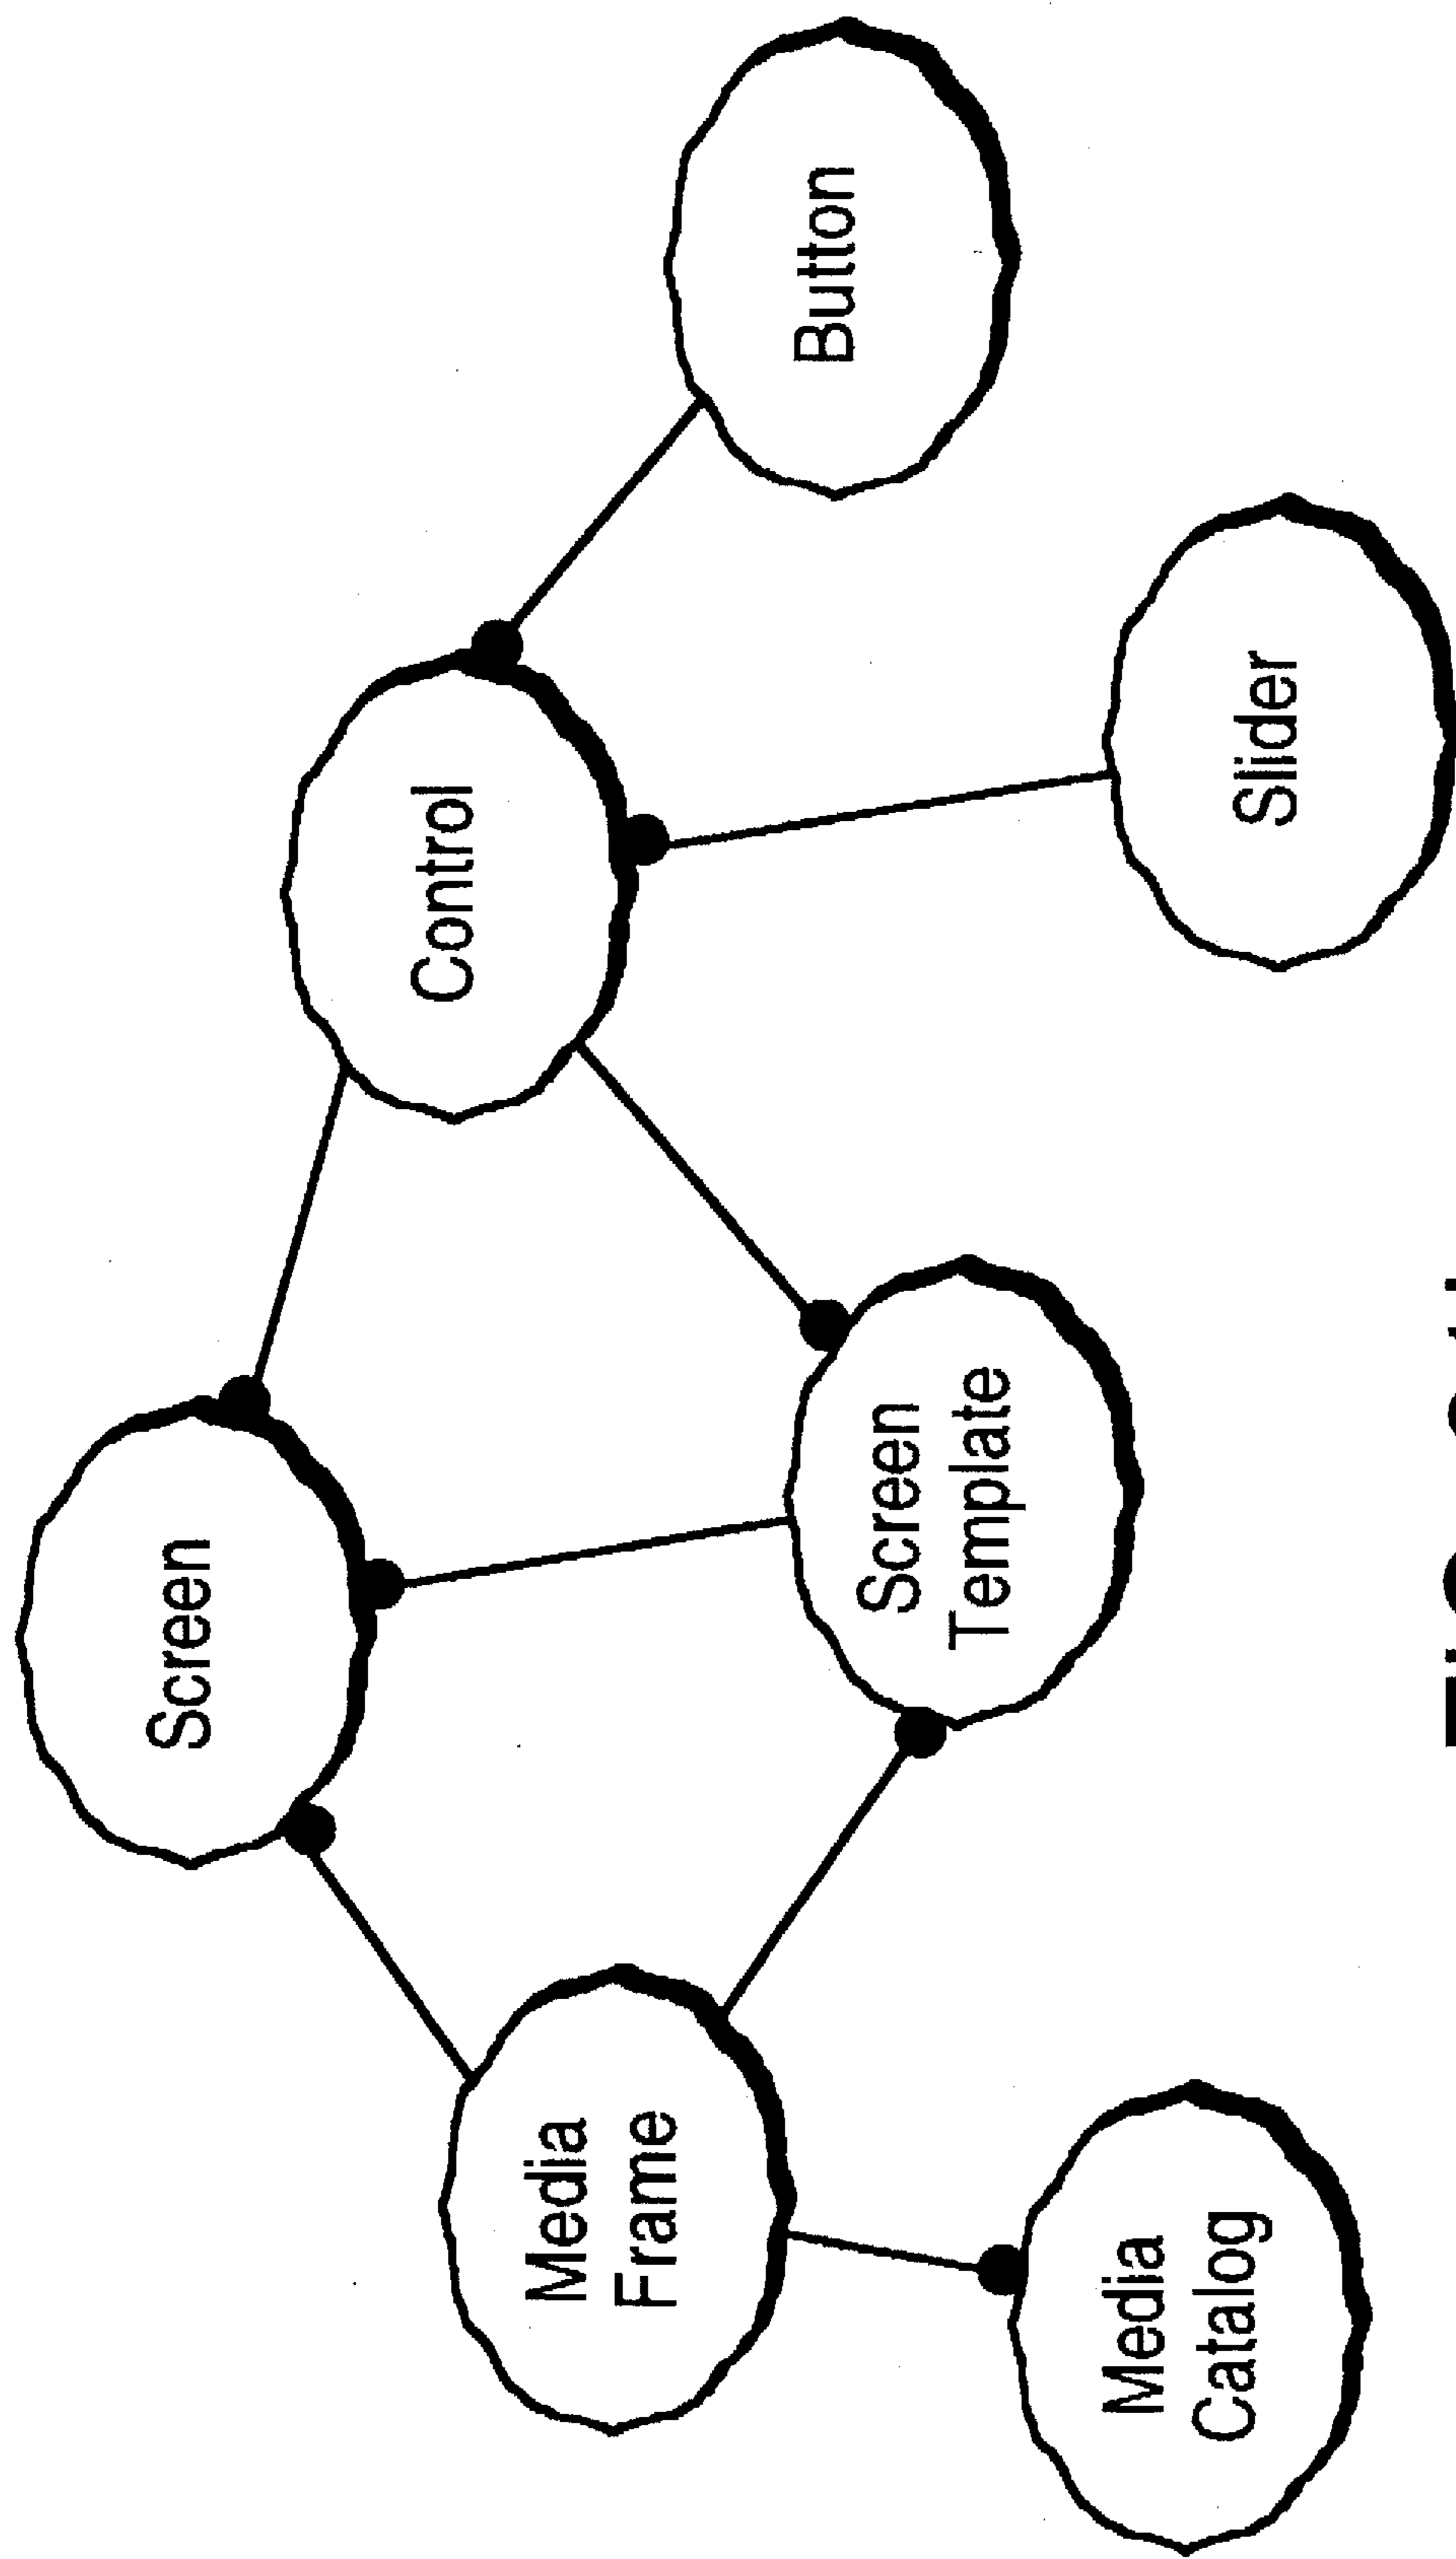 Screen
Control
Button
Media
Frame
Screen
Template
Slider
Media
Catalog